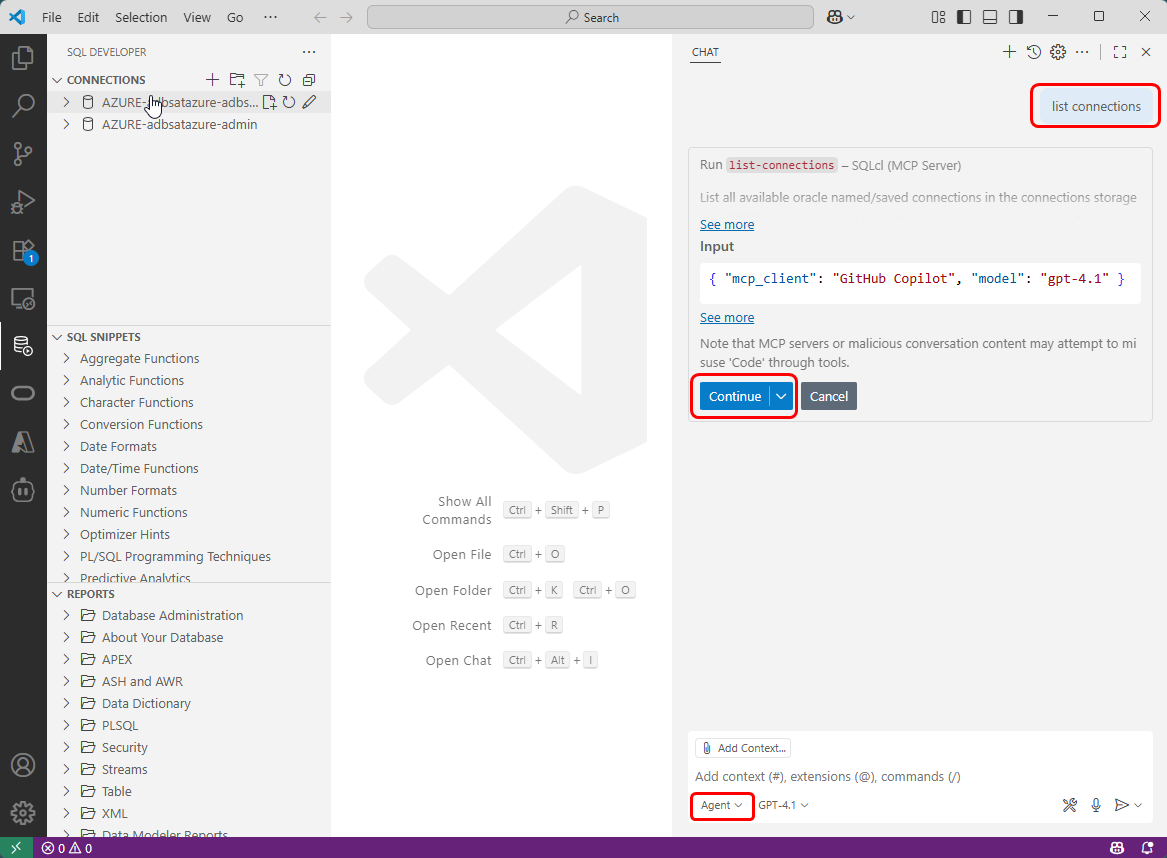 File Edit Selection View Go ··· Search
SQL DEVELOPER ···
CONNECTIONS
AZURE-adbsatazure-adbs...
AZURE-adbsatazure-admin
SQL SNIPPETS
Aggregate Functions
Analytic Functions
Character Functions
Conversion Functions
Date Formats
Date/Time Functions
Number Formats
Numeric Functions
Optimizer Hints
PL/SQL Programming Techniques
Predictive Analytics
REPORTS
Database Administration
About Your Database
APEX
ASH and AWR
Data Dictionary
PLSQL
Security
Streams
Table
XML
Data Modeler Reports
1
Show All
Commands
Ctrl + Shift + P
Open File Ctrl + O
Open Folder Ctrl + K Ctrl + O
Open Recent Ctrl + R
Open Chat Ctrl + Alt + I
CHAT
list connections
Run list-connections – SQLcl (MCP Server)
List all available oracle named/saved connections in the connections storage
See more
Input
{ "mcp_client": "GitHub Copilot", "model": "gpt-4.1" }
See more
Note that MCP servers or malicious conversation content may attempt to mi
suse 'Code' through tools.
Continue Cancel
Add Context...
Add context (#), extensions (@), commands (/)
Agent GPT-4.1
0 0